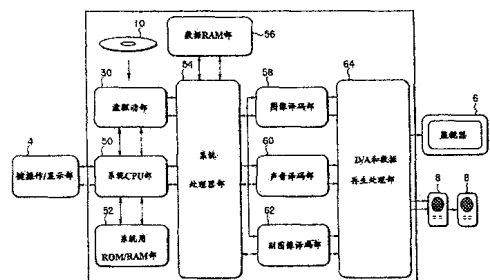 10
数据RAM部
56
30
54
58
64
盘驱动部
图像译码部
6
监视器
4
50
60
键操作/显示部
系统CPU部
系统
处理器部
声音译码部
D/A和数据
再生处理部
8
8
52
62
系统用
ROM/RAM部
副图像译码部